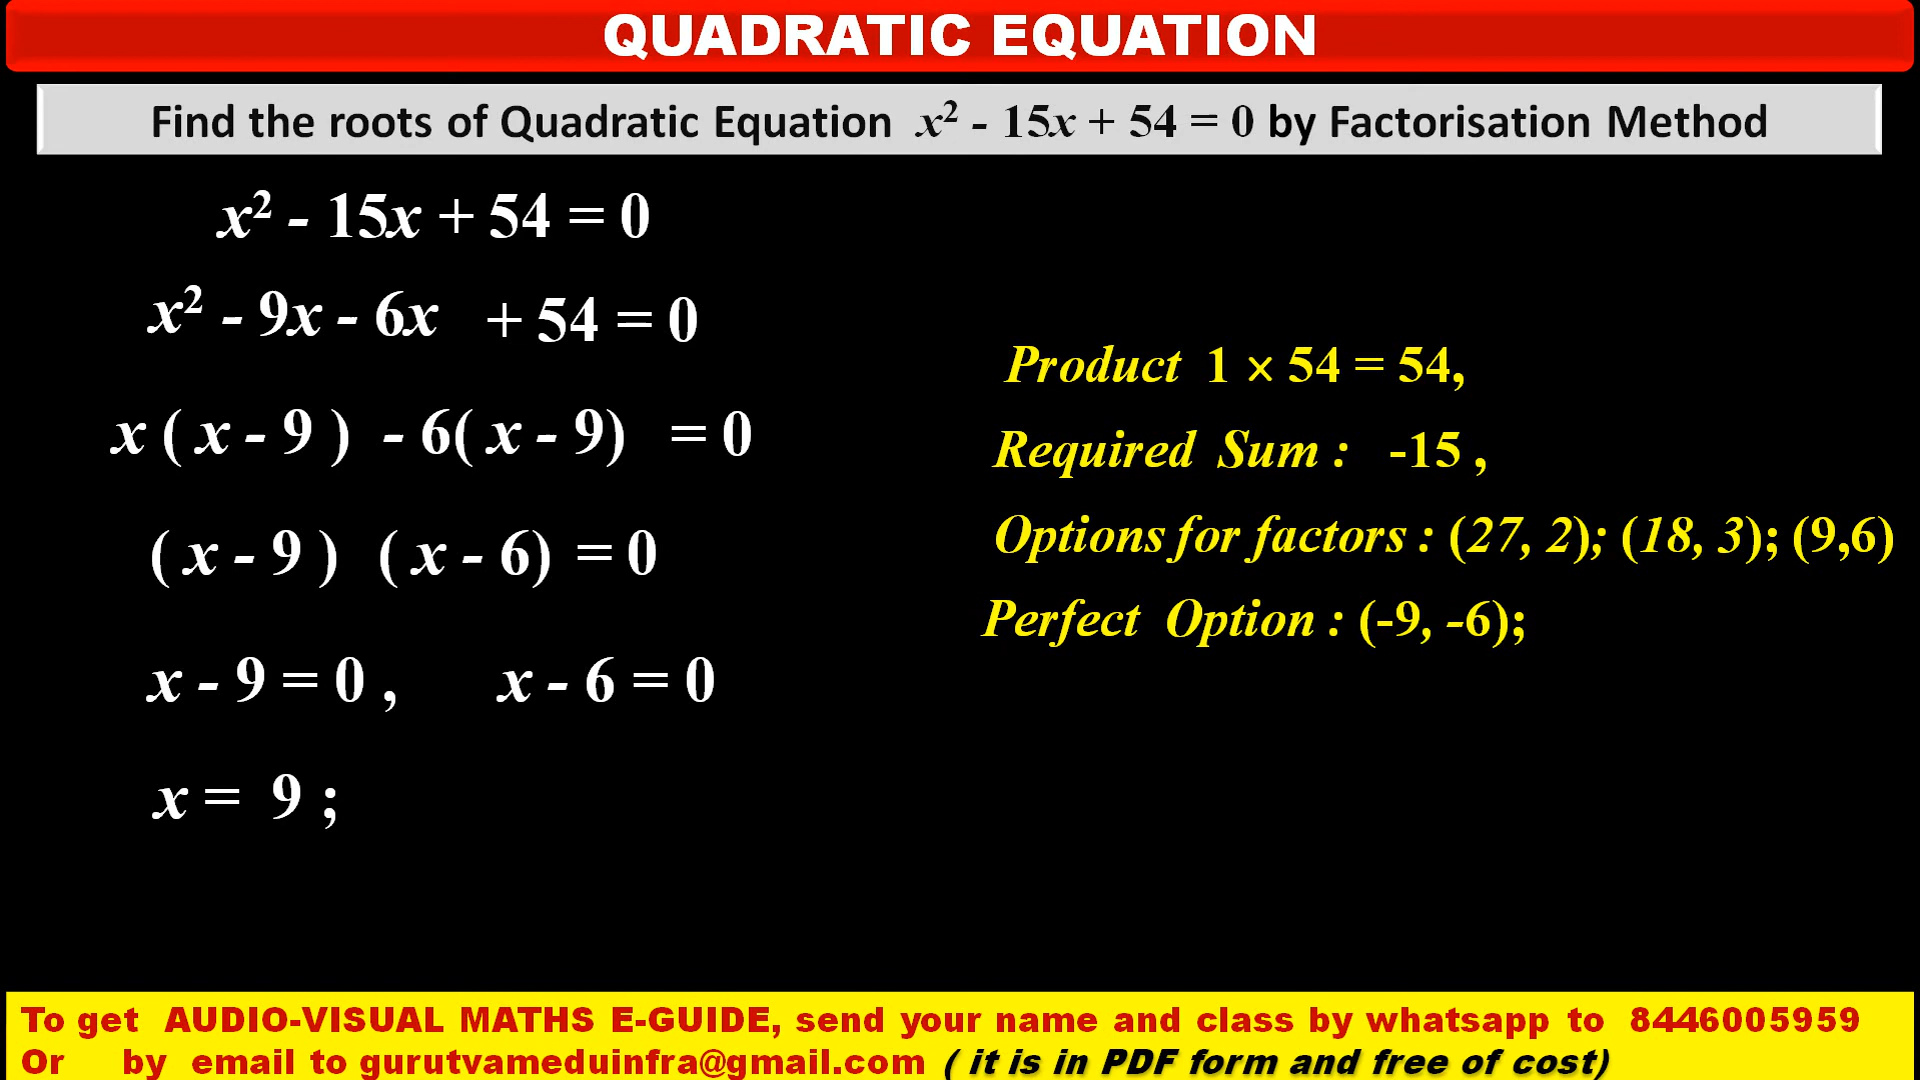 QUADRATIC EQUATION
Find the roots of Quadratic Equation x² - 15x + 54 = 0 by Factorisation Method
x² - 15x + 54 = 0
x² - 9x - 6x + 54 = 0
x ( x - 9 ) - 6( x - 9) = 0
( x - 9 ) ( x - 6) = 0
x - 9 = 0 , x - 6 = 0
x = 9 ;
Product 1 × 54 = 54,
Required Sum : -15 ,
Options for factors : (27, 2); (18, 3); (9,6)
Perfect Option : (-9, -6);
To get AUDIO-VISUAL MATHS E-GUIDE, send your name and class by whatsapp to 8446005959
Or by email to gurutvameduinfra@gmail.com ( it is in PDF form and free of cost)